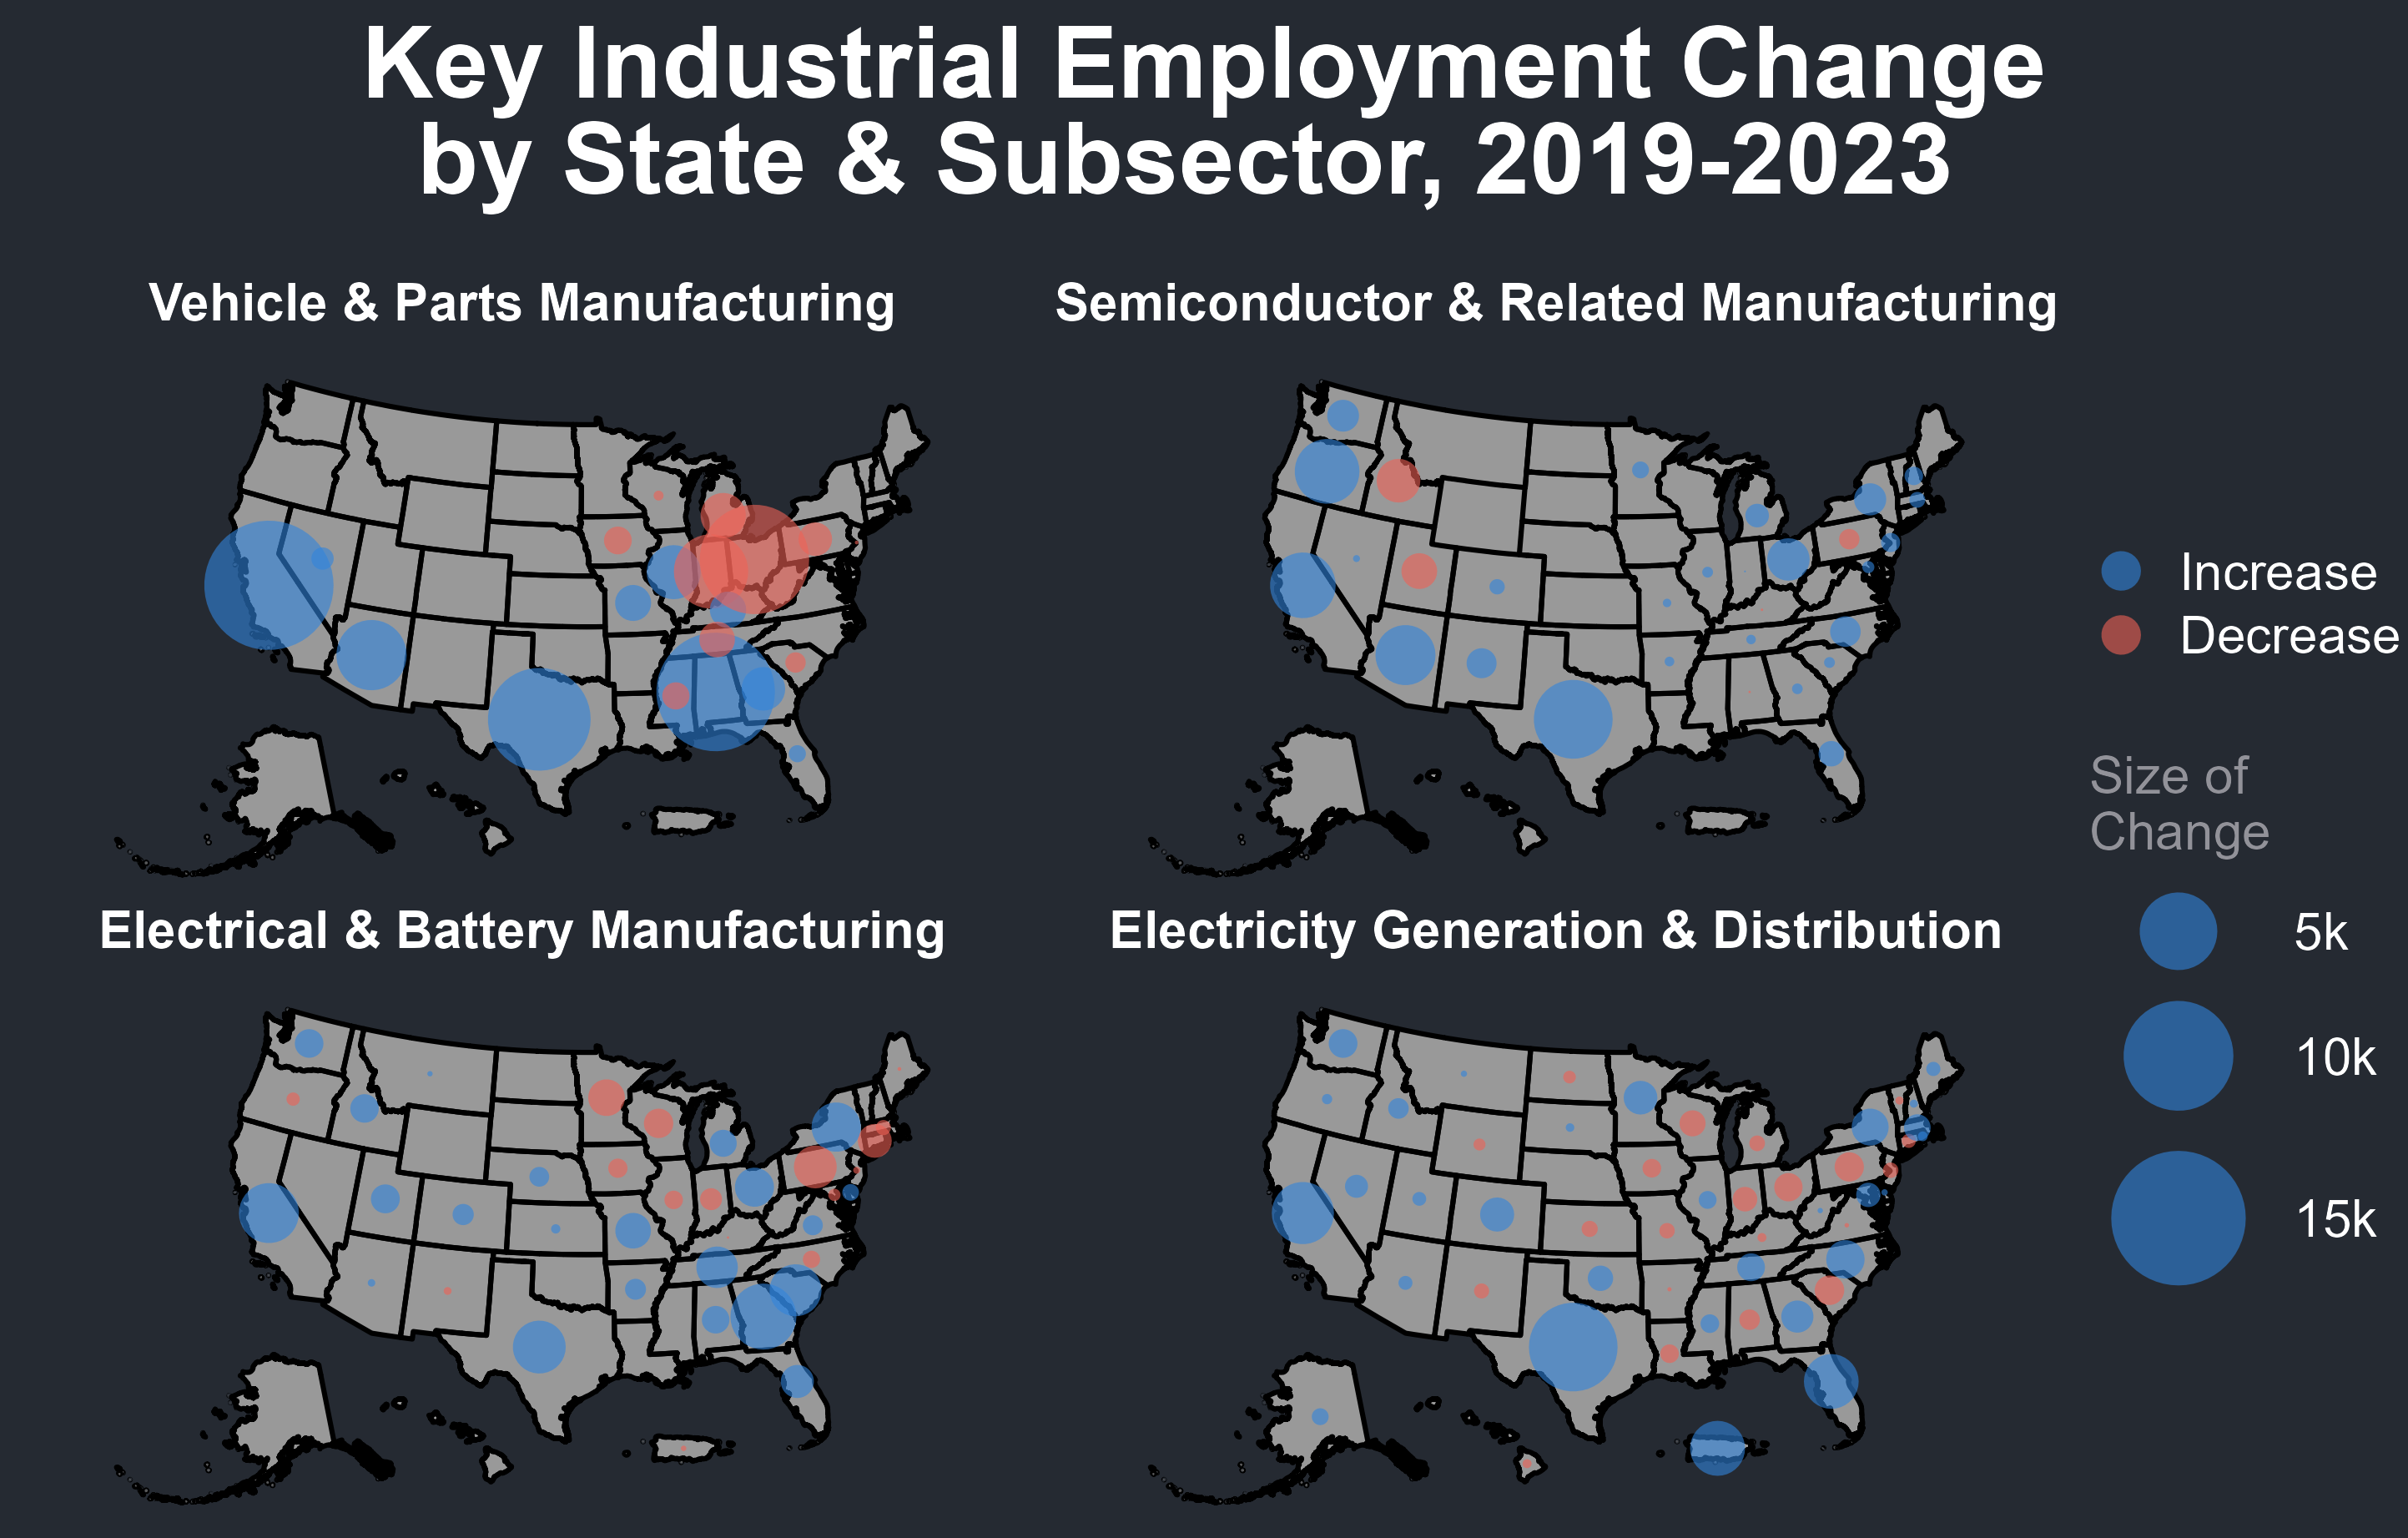 Key Industrial Employment Change
by State & Subsector, 2019-2023
Vehicle & Parts Manufacturing
Semiconductor & Related Manufacturing
Increase
Decrease
Size of
Change
Electrical & Battery Manufacturing
Electricity Generation & Distribution
5k
10k
15k